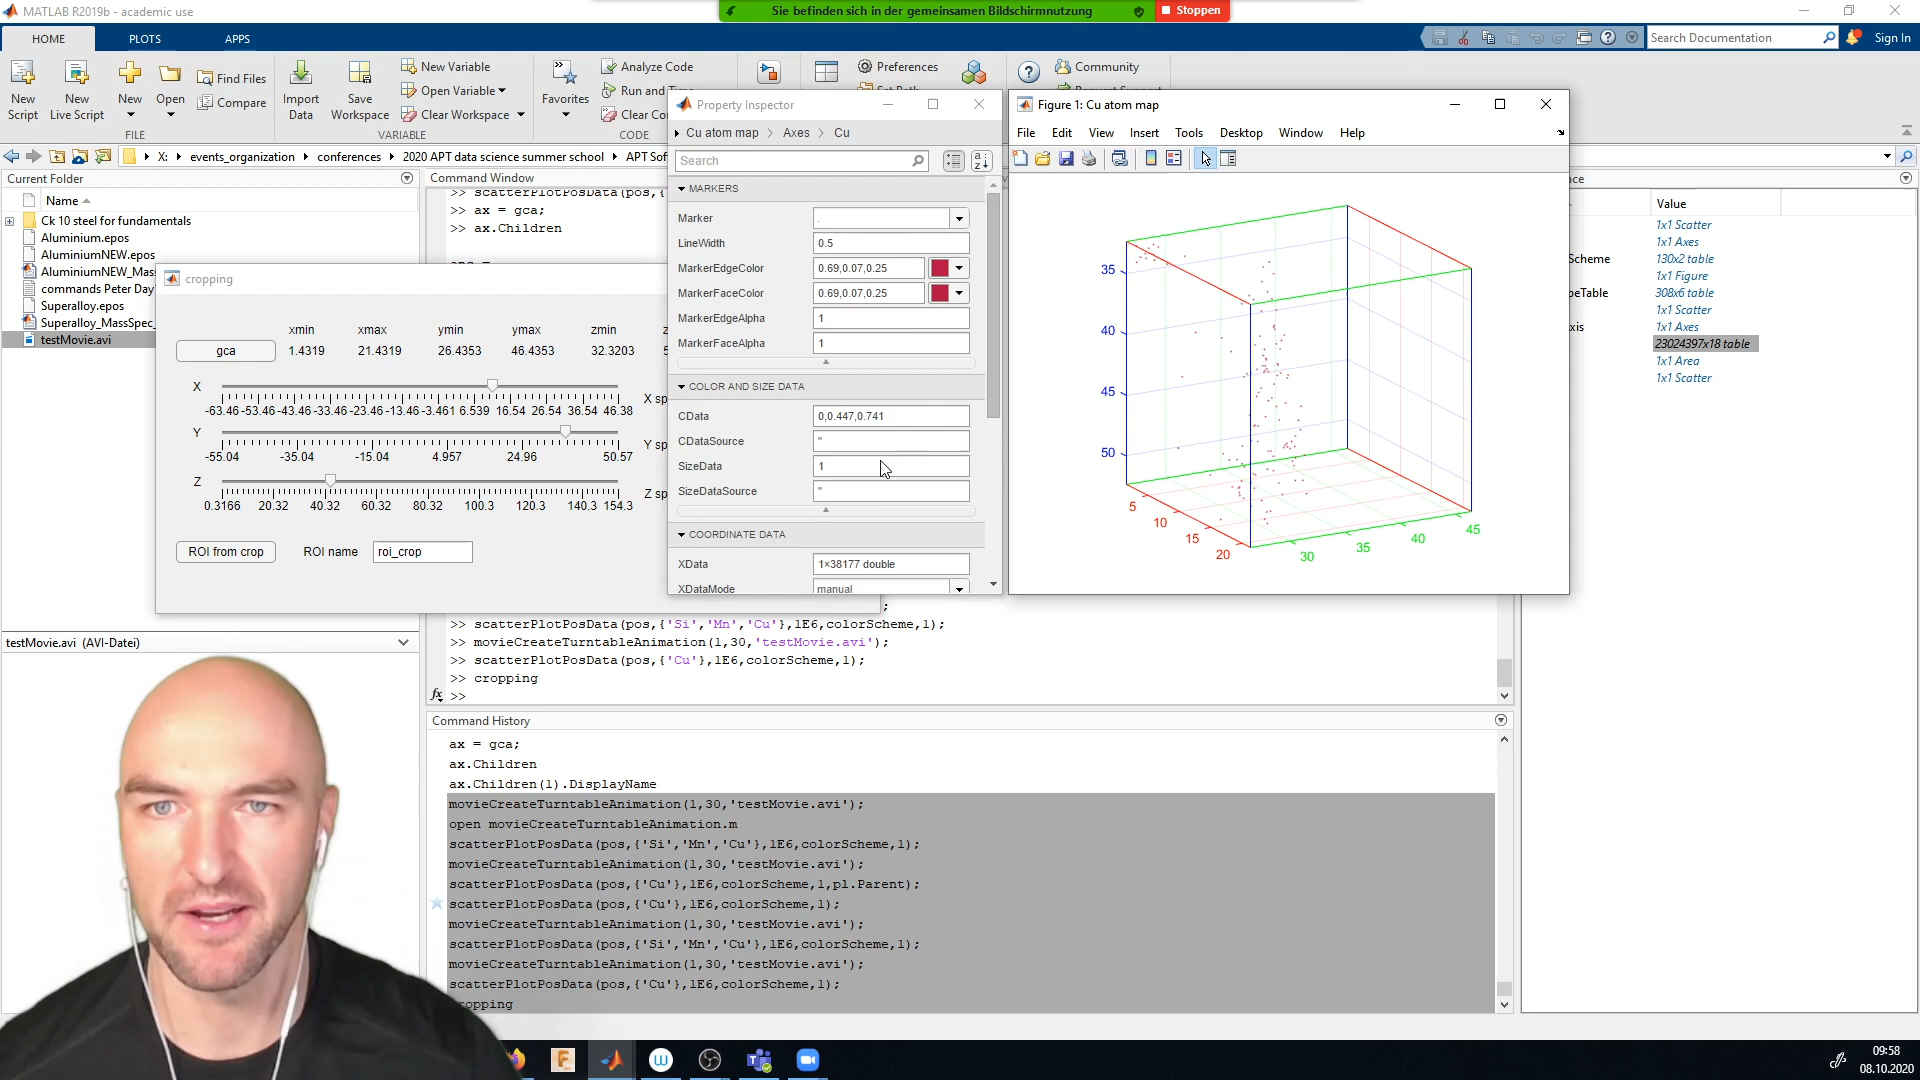 MATLAB R2019b - academic use
Sie befinden sich in der gemeinsamen Bildschirmnutzung
Stoppen
HOME PLOTS APPS
Search Documentation
Sign In
New Script
New Live Script
New
Open
Find Files
Compare
FILE
Import Data
Save Workspace
New Variable
Open Variable
Clear Workspace
VARIABLE
Favorites
Analyze Code
Run and
CODE
Preferences
Community
X: events_organization conferences 2020 APT data science summer school
Current Folder
Name
Ck 10 steel for fundamentals
Aluminium.epos
AluminiumNEW.epos
AluminiumNEW_Mas
commands Peter Day
Superalloy.epos
Superalloy_MassSpec_
testMovie.avi
Command Window
>> scatterPlotPosData(pos,{
>> ax = gca;
>> ax.Children
cropping
xmin xmax ymin ymax zmin
gca 1.4319 21.4319 26.4353 46.4353 32.3203
X
-63.46 -53.46 -43.46 -33.46 -23.46 -13.46 -3.461 6.539 16.54 26.54 36.54 46.38
X sp
Y
-55.04 -35.04 -15.04 4.957 24.96 50.57
Y sp
Z
0.3166 20.32 40.32 60.32 80.32 100.3 120.3 140.3 154.3
Z sp
ROI from crop ROI name roi_crop
Property Inspector
Cu atom map > Axes > Cu
Search
MARKERS
Marker .
LineWidth 0.5
MarkerEdgeColor 0.69,0.07,0.25
MarkerFaceColor 0.69,0.07,0.25
MarkerEdgeAlpha 1
MarkerFaceAlpha 1
COLOR AND SIZE DATA
CData 0,0.447,0.741
CDataSource ''
SizeData 1
SizeDataSource ''
COORDINATE DATA
XData 1×38177 double
XDataMode manual
Figure 1: Cu atom map
File Edit View Insert Tools Desktop Window Help
35
40
45
50
5
10
15
20
30
35
40
45
Value
1x1 Scatter
1x1 Axes
130x2 table
1x1 Figure
308x6 table
1x1 Scatter
1x1 Axes
23024397x18 table
1x1 Area
1x1 Scatter
>> scatterPlotPosData(pos,{'Si','Mn','Cu'},1E6,colorScheme,1);
>> movieCreateTurntableAnimation(1,30,'testMovie.avi');
>> scatterPlotPosData(pos,{'Cu'},1E6,colorScheme,1);
>> cropping
fx >>
testMovie.avi (AVI-Datei)
Command History
ax = gca;
ax.Children
ax.Children(1).DisplayName
movieCreateTurntableAnimation(1,30,'testMovie.avi');
open movieCreateTurntableAnimation.m
scatterPlotPosData(pos,{'Si','Mn','Cu'},1E6,colorScheme,1);
movieCreateTurntableAnimation(1,30,'testMovie.avi');
scatterPlotPosData(pos,{'Cu'},1E6,colorScheme,1,pl.Parent);
scatterPlotPosData(pos,{'Cu'},1E6,colorScheme,1);
movieCreateTurntableAnimation(1,30,'testMovie.avi');
scatterPlotPosData(pos,{'Si','Mn','Cu'},1E6,colorScheme,1);
movieCreateTurntableAnimation(1,30,'testMovie.avi');
scatterPlotPosData(pos,{'Cu'},1E6,colorScheme,1);
opping
09:58
08.10.2020